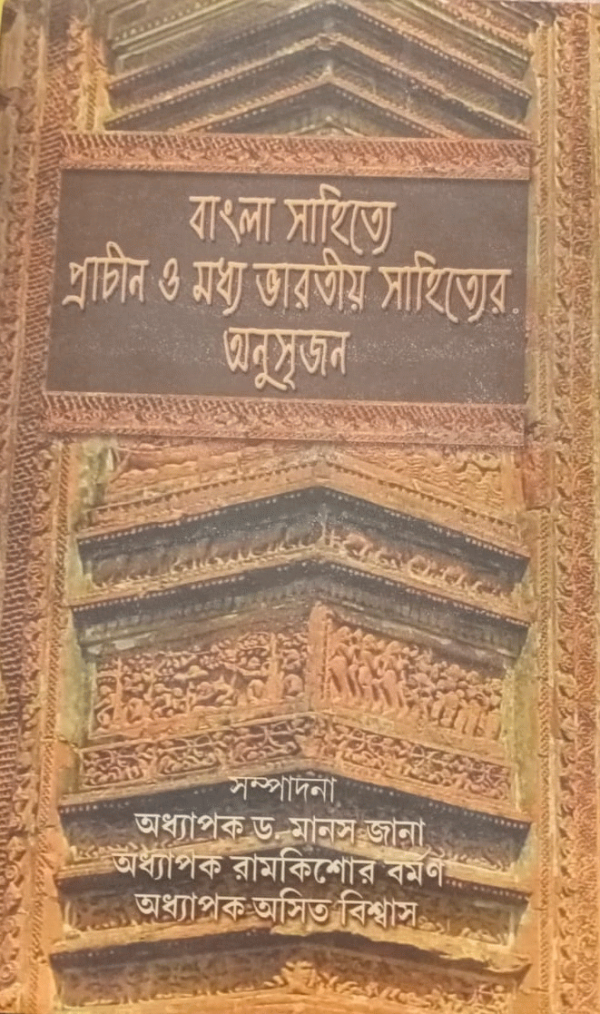 বাংলা সাহিত্যে
প্রাচীন ও মধ্য ভারতীয় সাহিত্যের
অনুসৃজন
সম্পাদনা
অধ্যাপক ড. মানস জানা
অধ্যাপক রামকিশোর বর্মণ
অধ্যাপক অসিত বিশ্বাস